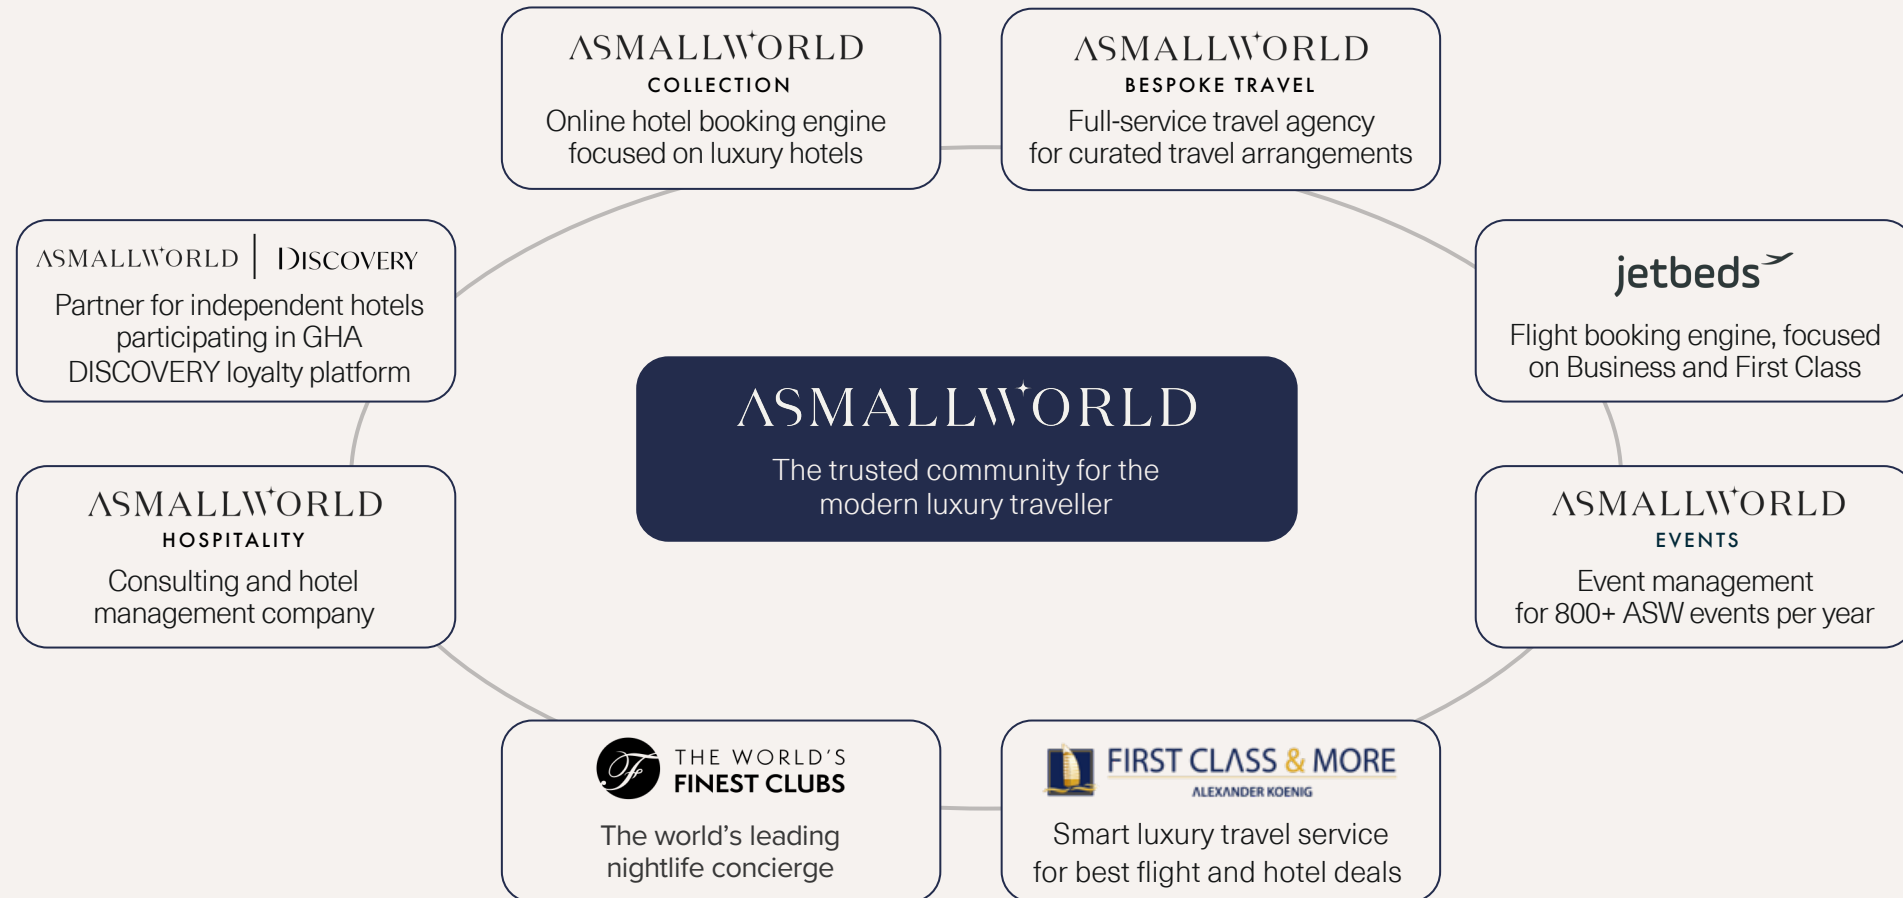 ASMALLWORLD
COLLECTION
Online hotel booking engine
focused on luxury hotels
ASMALLWORLD
BESPOKE TRAVEL
Full-service travel agency
for curated travel arrangements
ASMALLWORLD | DISCOVERY
Partner for independent hotels
participating in GHA
DISCOVERY loyalty platform
jetbeds
Flight booking engine, focused
on Business and First Class
ASMALLWORLD
The trusted community for the
modern luxury traveller
ASMALLWORLD
HOSPITALITY
Consulting and hotel
management company
ASMALLWORLD
EVENTS
Event management
for 800+ ASW events per year
F
THE WORLD'S
FINEST CLUBS
The world's leading
nightlife concierge
FIRST CLASS & MORE
ALEXANDER KOENIG
Smart luxury travel service
for best flight and hotel deals